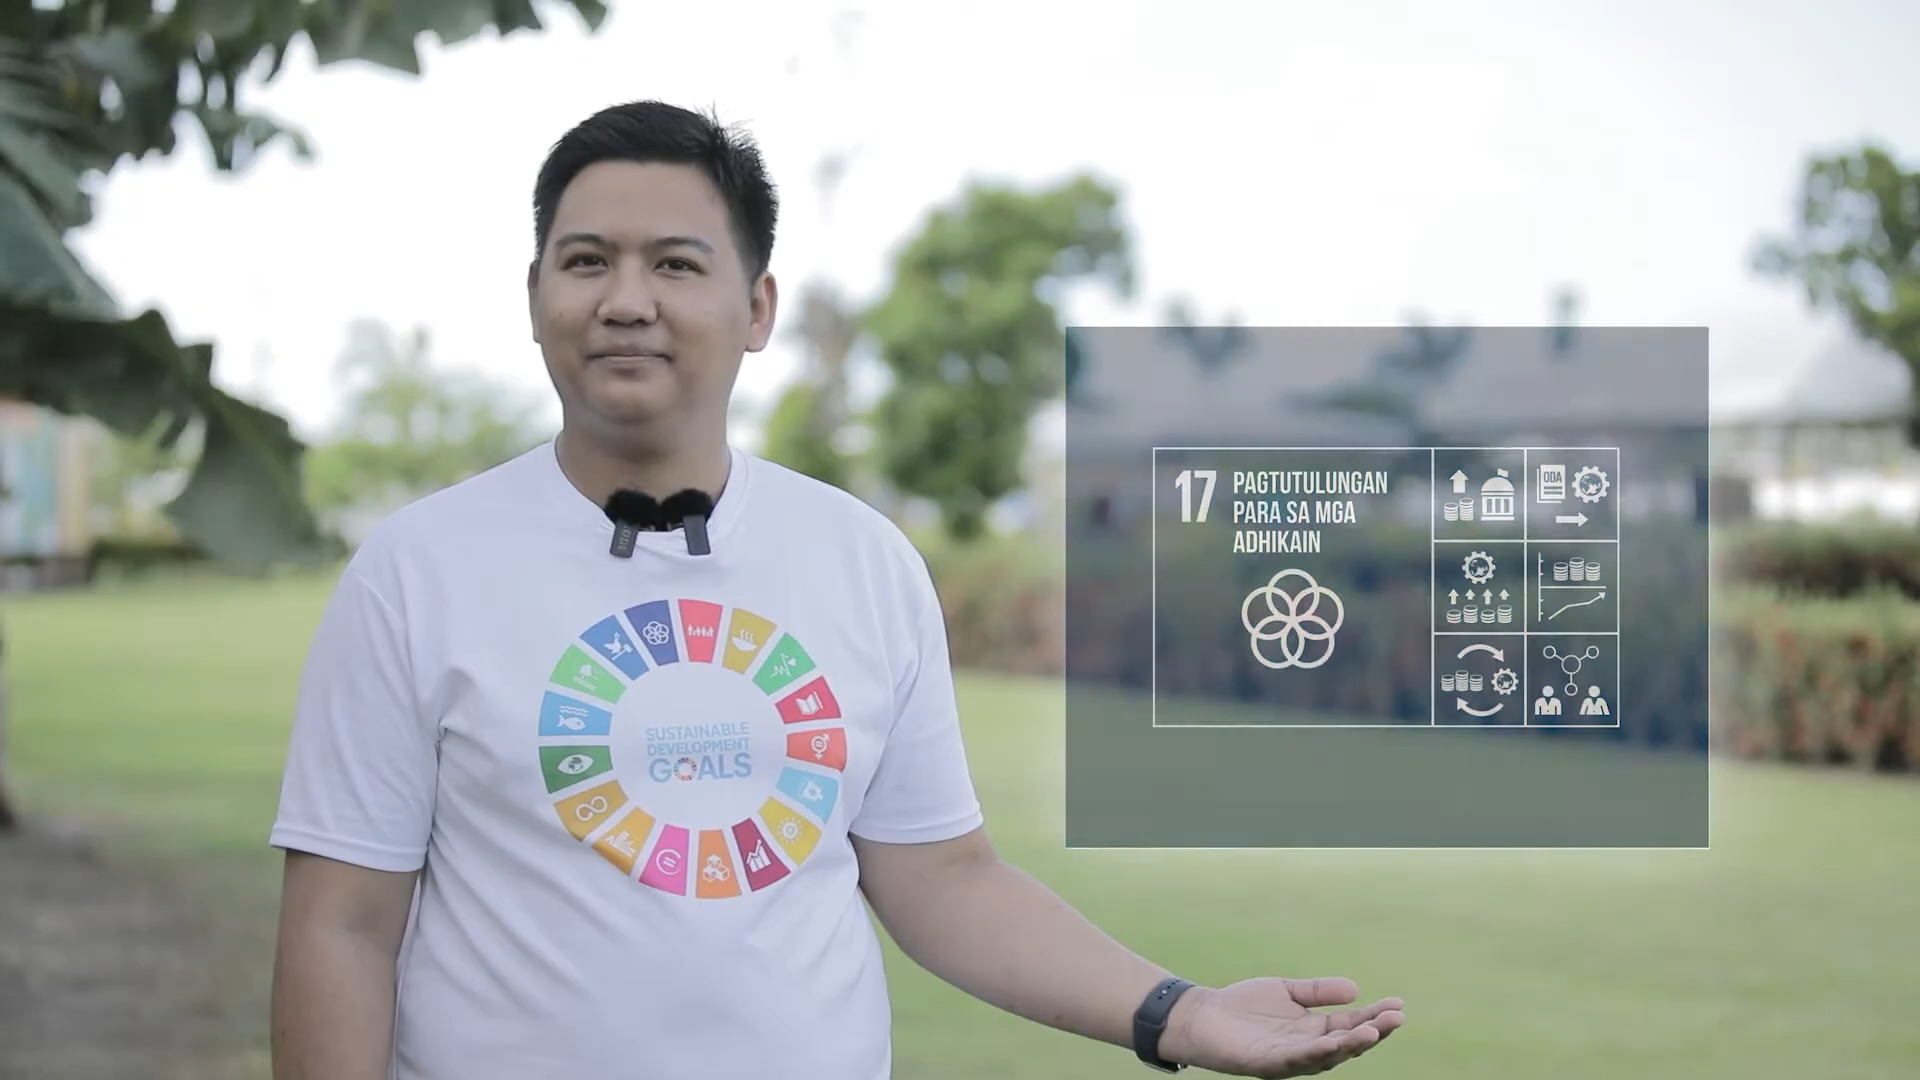 SUSTAINABLE
DEVELOPMENT
GOALS
17 PAGTUTULUNGAN
PARA SA MGA
ADHIKAIN
ODA